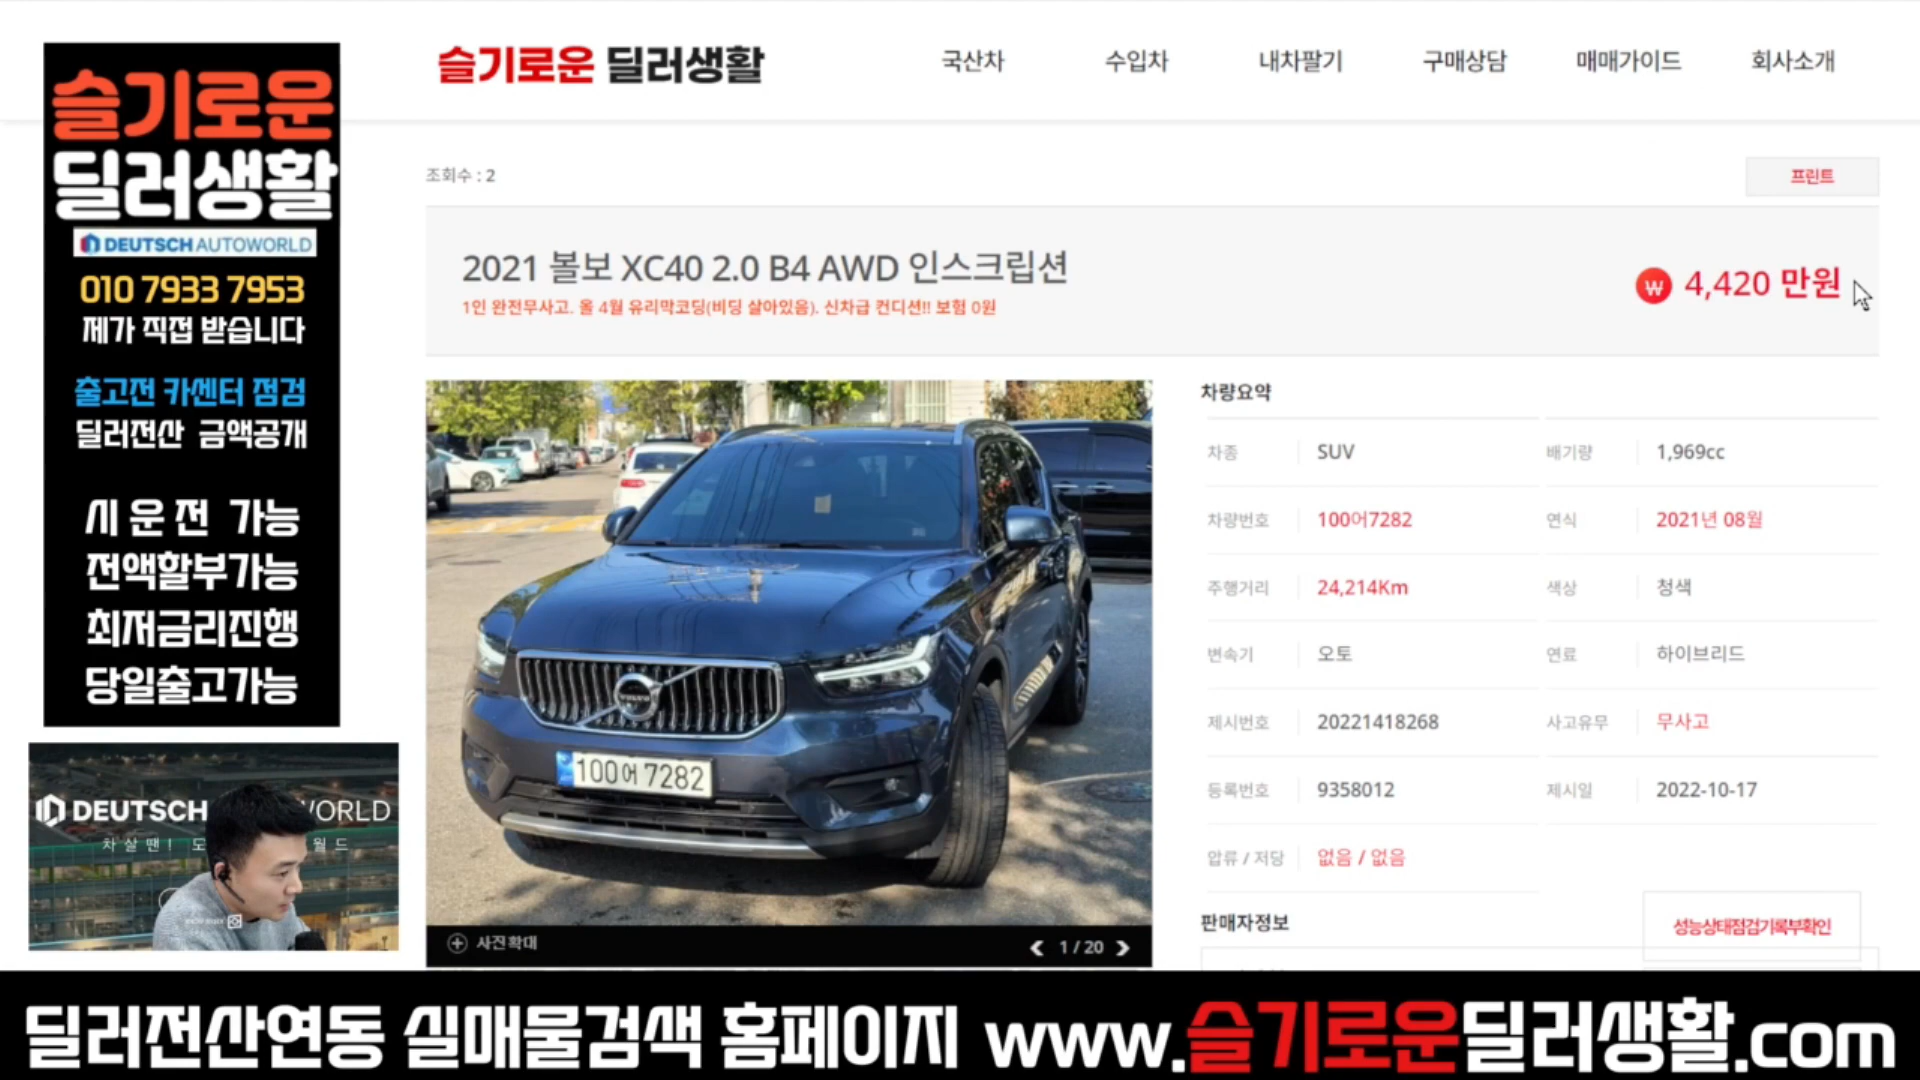 슬기로운
딜러생활
DEUTSCH AUTOWORLD
010 7933 7953
제가 직접 받습니다
출고전 카센터 점검
딜러전산 금액공개
시운전 가능
전액할부가능
최저금리진행
당일출고가능
DEUTSCH WORLD
차살땐! 도 월드
슬기로운 딜러생활
국산차 수입차 내차팔기 구매상담 매매가이드 회사소개
조회수 : 2
프린트
2021 볼보 XC40 2.0 B4 AWD 인스크립션
1인 완전무사고. 올 4월 유리막코딩(비딩 살아있음). 신차급 컨디션!! 보험 0원
₩ 4,420 만원
VOLVO
100어 7282
사진확대
1 / 20
차량요약
차종 SUV 배기량 1,969cc
차량번호 100어7282 연식 2021년 08월
주행거리 24,214Km 색상 청색
변속기 오토 연료 하이브리드
제시번호 20221418268 사고유무 무사고
등록번호 9358012 제시일 2022-10-17
압류 / 저당 없음 / 없음
판매자정보
성능상태점검기록부확인
딜러전산연동 실매물검색 홈페이지 www.슬기로운딜러생활.com